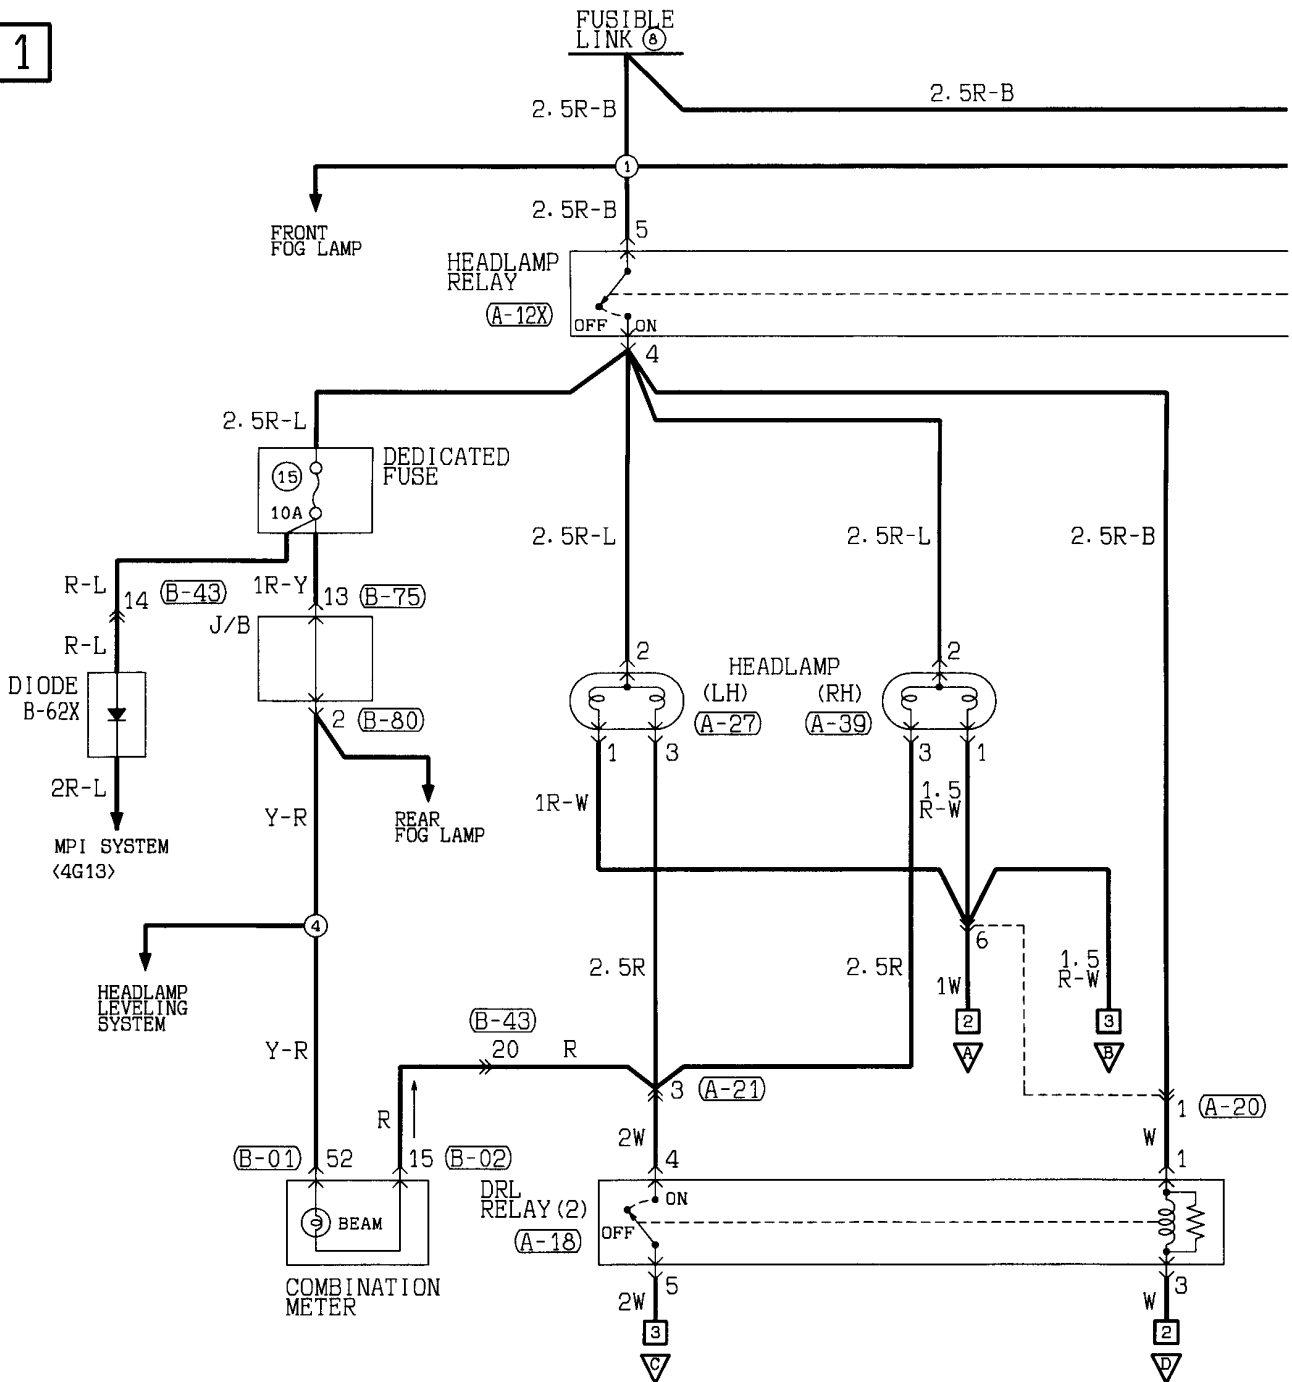 1
FUSIBLE
LINK 8
2.5R-B
2.5R-B
1
2.5R-B
5
FRONT
FOG LAMP
HEADLAMP
RELAY
A-12X
OFF
ON
4
2.5R-L
DEDICATED
FUSE
15
10A
2.5R-L
2.5R-L
2.5R-B
R-L
14
B-43
1R-Y
13
B-75
J/B
R-L
DIODE
B-62X
2
B-80
2
HEADLAMP
2
(LH)
(RH)
A-27
A-39
1
3
3
1
2R-L
1R-W
1.5
R-W
Y-R
REAR
FOG LAMP
MPI SYSTEM
<4G13>
4
6
2.5R
2.5R
1W
1.5
R-W
HEADLAMP
LEVELING
SYSTEM
2
3
A
B
B-43
20
R
Y-R
3
A-21
1
A-20
R
2W
W
B-01
52
15
B-02
4
1
BEAM
DRL
RELAY(2)
A-18
ON
OFF
COMBINATION
METER
5
3
2W
W
3
2
C
D